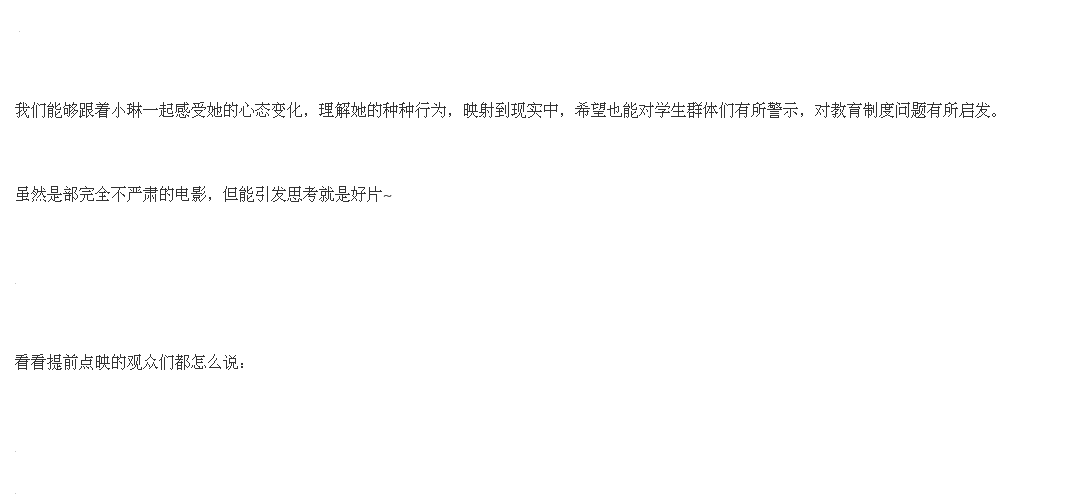 我们能够跟着小琳一起感受她的心态变化，理解她的种种行为，映射到现实中，希望也能对学生群体们有所警示，对教育制度问题有所启发。
虽然是部完全不严肃的电影，但能引发思考就是好片~
看看提前点映的观众们都怎么说：